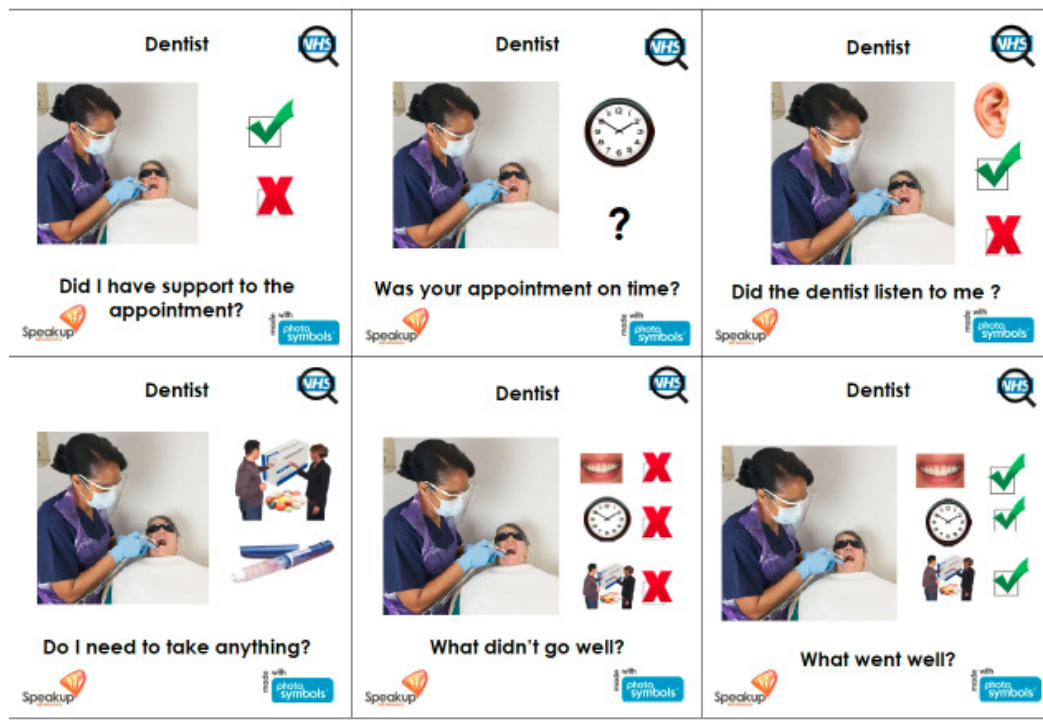 Dentist
NHS
Did I have support to the
appointment?
Speakup
made with
photo
symbols
Dentist
NHS
12
?
Was your appointment on time?
Speakup
made with
photo
symbols
Dentist
NHS
Did the dentist listen to me ?
Speakup
made with
photo
symbols
Dentist
NHS
Do I need to take anything?
Speakup
made with
photo
symbols
Dentist
NHS
What didn't go well?
Speakup
made with
photo
symbols
Dentist
NHS
What went well?
Speakup
made with
photo
symbols